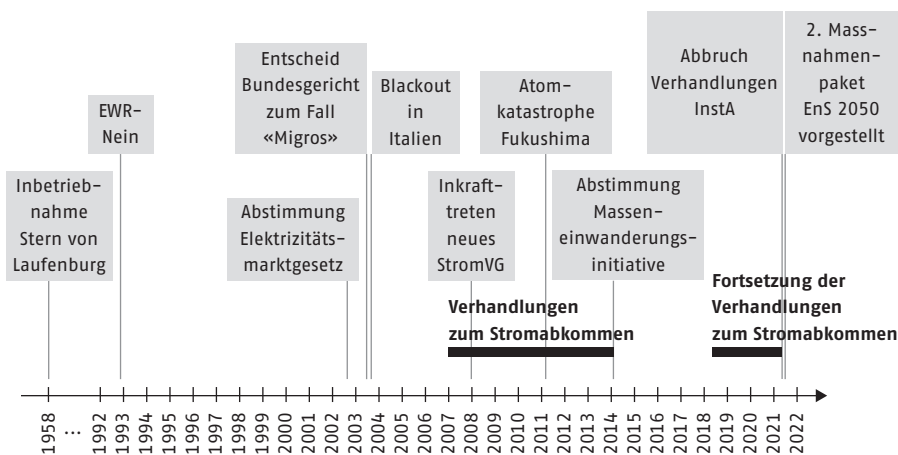 Entscheid
Bundesgericht
zum Fall
«Migros»
Blackout
in
Italien
EWR-
Nein
Atom-
katastrophe
Fukushima
Abbruch
Verhandlungen
InstA
2. Mass-
nahmen-
paket
EnS 2050
vorgestellt
Inbetrieb-
nahme
Stern von
Laufenburg
Abstimmung
Elektrizitäts-
marktgesetz
Inkraft-
treten
neues
StromVG
Abstimmung
Massen-
einwanderungs-
initiative
Verhandlungen
zum Stromabkommen
Fortsetzung der
Verhandlungen
zum Stromabkommen
1958
...
1992
1993
1994
1995
1996
1997
1998
1999
2000
2001
2002
2003
2004
2005
2006
2007
2008
2009
2010
2011
2012
2013
2014
2015
2016
2017
2018
2019
2020
2021
2022